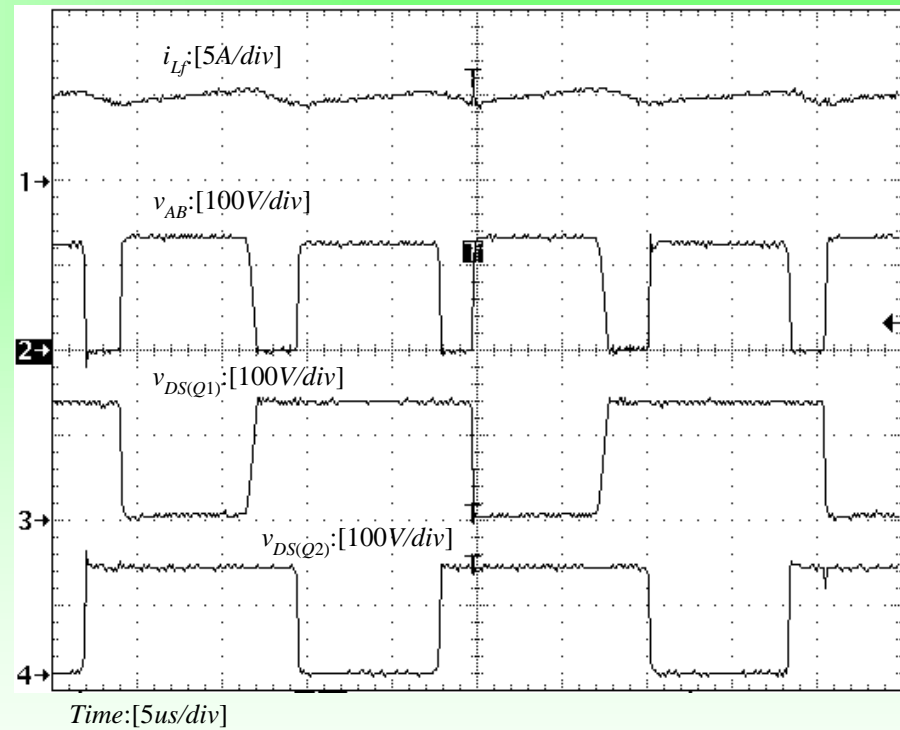 i_Lf:[5A/div]
1→
v_AB:[100V/div]
T
2→
v_DS(Q1):[100V/div]
3→
v_DS(Q2):[100V/div]
4→
Time:[5us/div]